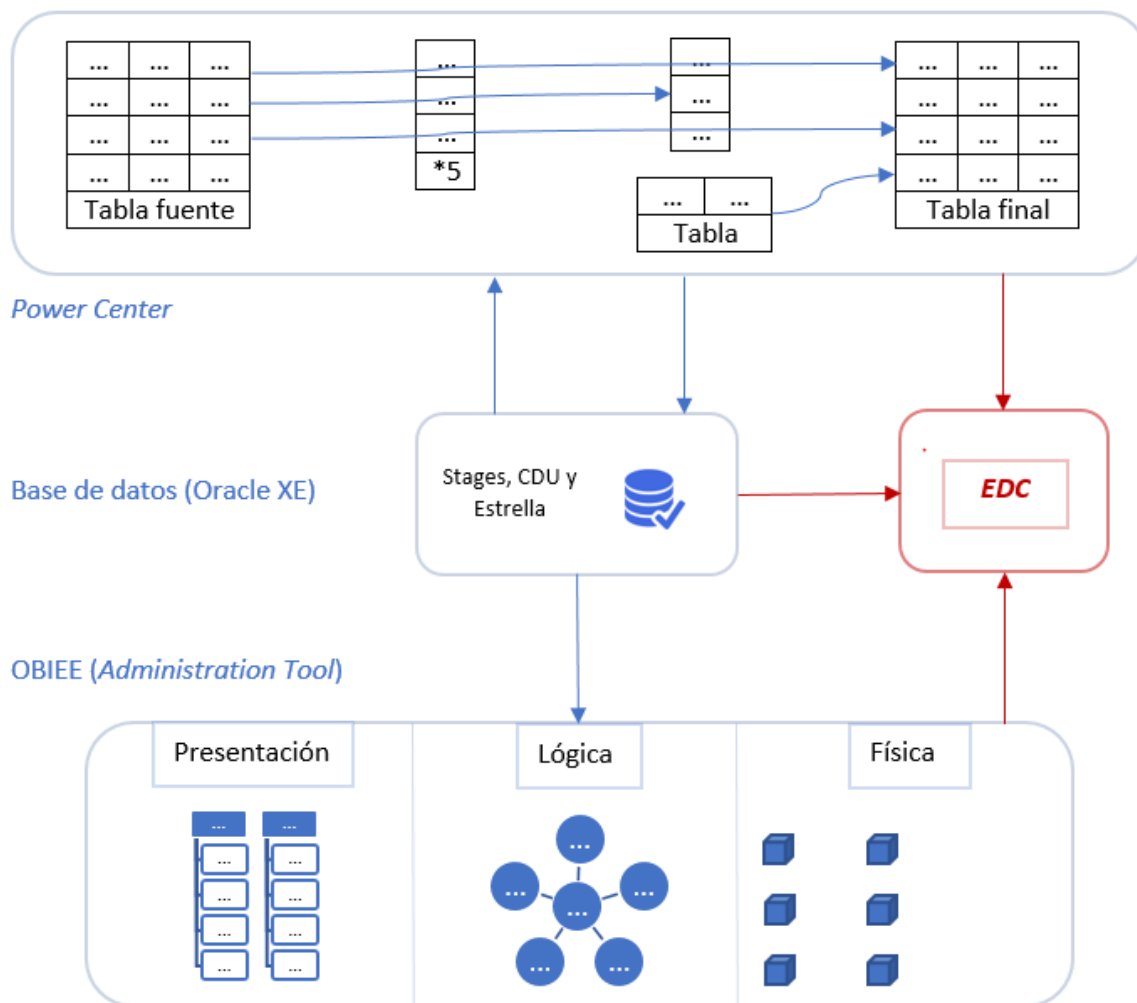 ... ... ...
... ... ...
... ... ...
... ... ...
Tabla fuente
...
...
...
*5
...
...
...
... ...
Tabla
... ... ...
... ... ...
... ... ...
... ... ...
Tabla final
Power Center
Base de datos (Oracle XE)
Stages, CDU y
Estrella
EDC
OBIEE (Administration Tool)
Presentación
... ...
... ...
... ...
... ...
... ...
Lógica
...
... ...
...
... ...
Física